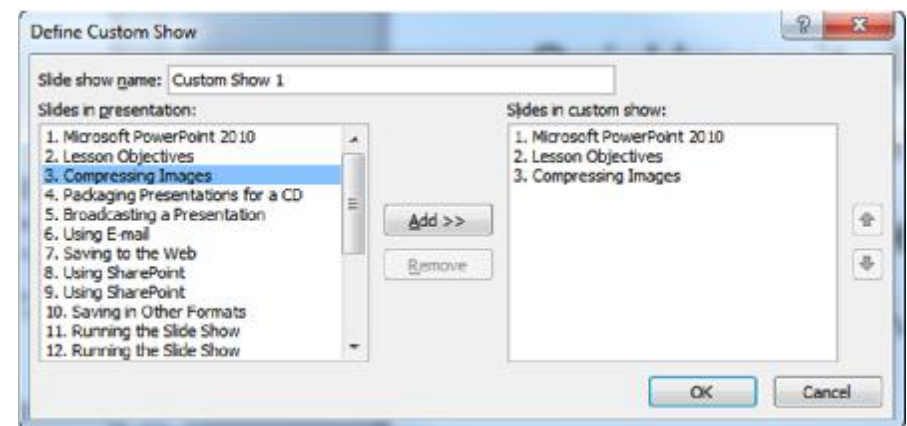 Define Custom Show
Slide show name: Custom Show 1
Slides in presentation:
1. Microsoft PowerPoint 2010
2. Lesson Objectives
3. Compressing Images
4. Packaging Presentations for a CD
5. Broadcasting a Presentation
6. Using E-mail
7. Saving to the Web
8. Using SharePoint
9. Using SharePoint
10. Saving in Other Formats
11. Running the Slide Show
12. Running the Slide Show
Add >>
Remove
Slides in custom show:
1. Microsoft PowerPoint 2010
2. Lesson Objectives
3. Compressing Images
OK
Cancel